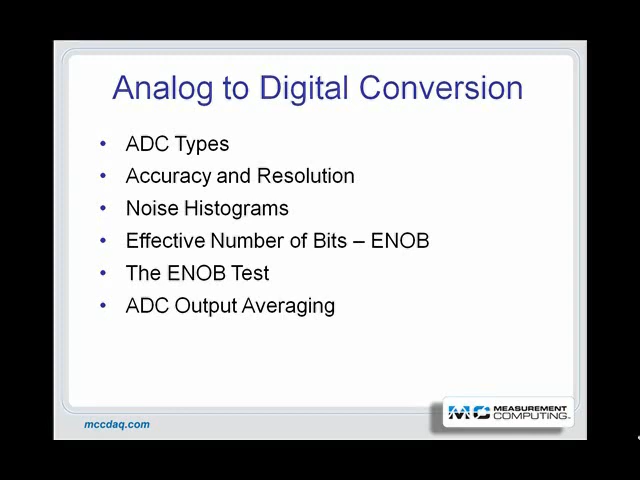 Analog to Digital Conversion
• ADC Types
• Accuracy and Resolution
• Noise Histograms
• Effective Number of Bits – ENOB
• The ENOB Test
• ADC Output Averaging
mccdaq.com
MC MEASUREMENT
COMPUTING